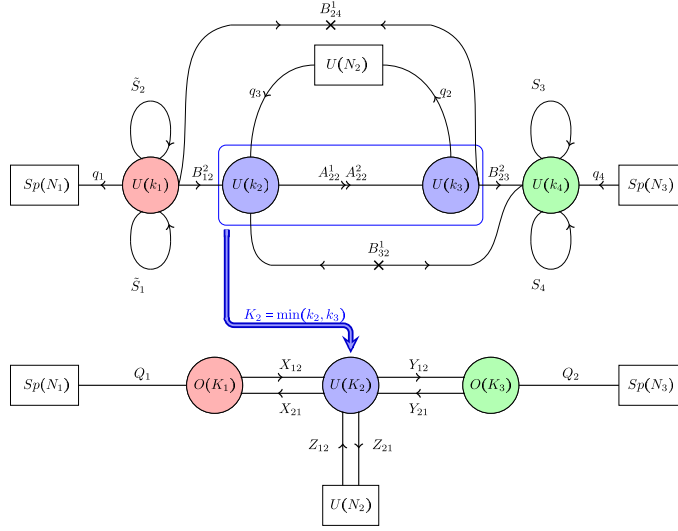 B^1_{24}
U(N_2)
S̃_2
S_3
q_3
q_2
Sp(N_1)
q_1
U(k_1)
B^2_{12}
U(k_2)
A^1_{22} A^2_{22}
U(k_3)
B^2_{23}
U(k_4)
q_4
Sp(N_3)
B^1_{32}
S̃_1
S_4
K_2 = min(k_2, k_3)
Sp(N_1)
Q_1
O(K_1)
X_{12}
X_{21}
U(K_2)
Y_{12}
Y_{21}
O(K_3)
Q_2
Sp(N_3)
Z_{12}
Z_{21}
U(N_2)